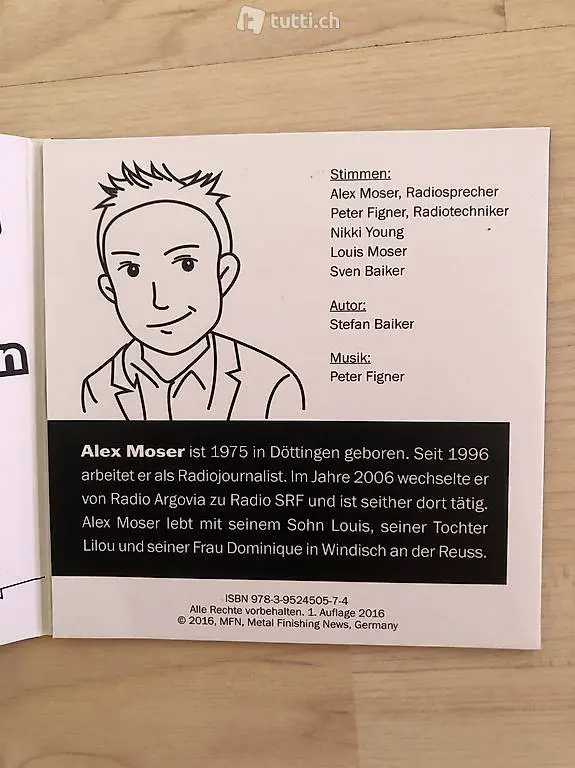 tutti.ch
Stimmen:
Alex Moser, Radiosprecher
Peter Figner, Radiotechniker
Nikki Young
Louis Moser
Sven Baiker
Autor:
Stefan Baiker
Musik:
Peter Figner
n
Alex Moser ist 1975 in Döttingen geboren. Seit 1996
arbeitet er als Radiojournalist. Im Jahre 2006 wechselte er
von Radio Argovia zu Radio SRF und ist seither dort tätig.
Alex Moser lebt mit seinem Sohn Louis, seiner Tochter
Lilou und seiner Frau Dominique in Windisch an der Reuss.
ISBN 978-3-9524505-7-4
Alle Rechte vorbehalten. 1. Auflage 2016
© 2016, MFN, Metal Finishing News, Germany